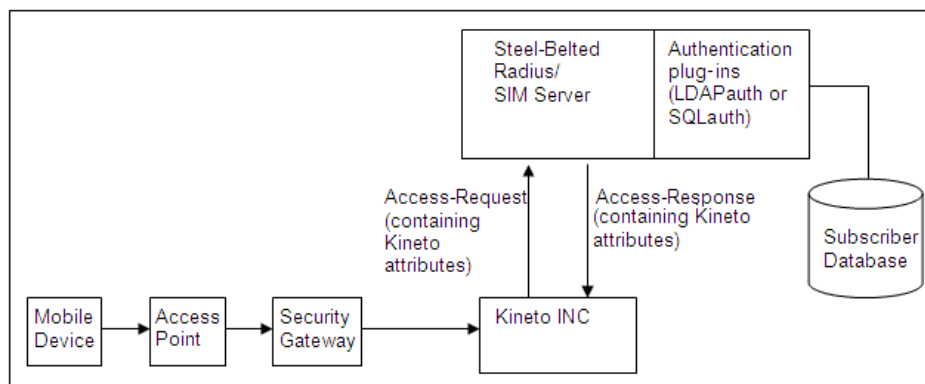 Steel-Belted
Radius/
SIM Server
Authentication
plug-ins
(LDAPauth or
SQLauth)
Access-Request
(containing
Kineto
attributes)
Access-Response
(containing Kineto
attributes)
Subscriber
Database
Mobile
Device
Access
Point
Security
Gateway
Kineto INC